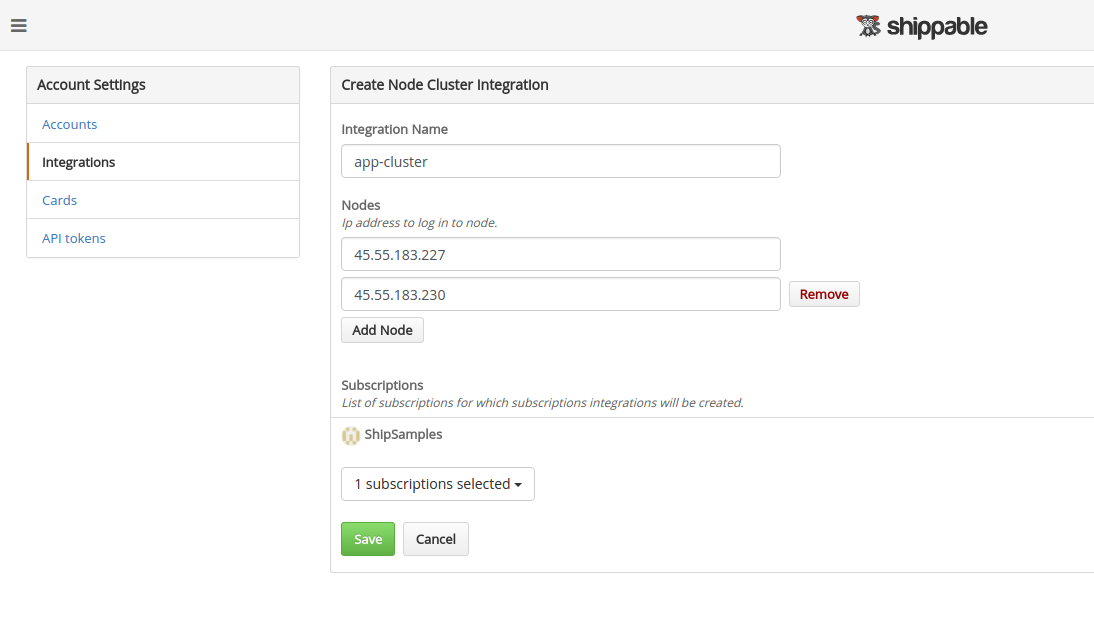 shippable
Account Settings
Accounts
Integrations
Cards
API tokens
Create Node Cluster Integration
Integration Name
app-cluster
Nodes
Ip address to log in to node.
45.55.183.227
45.55.183.230
Remove
Add Node
Subscriptions
List of subscriptions for which subscriptions integrations will be created.
ShipSamples
1 subscriptions selected
Save
Cancel